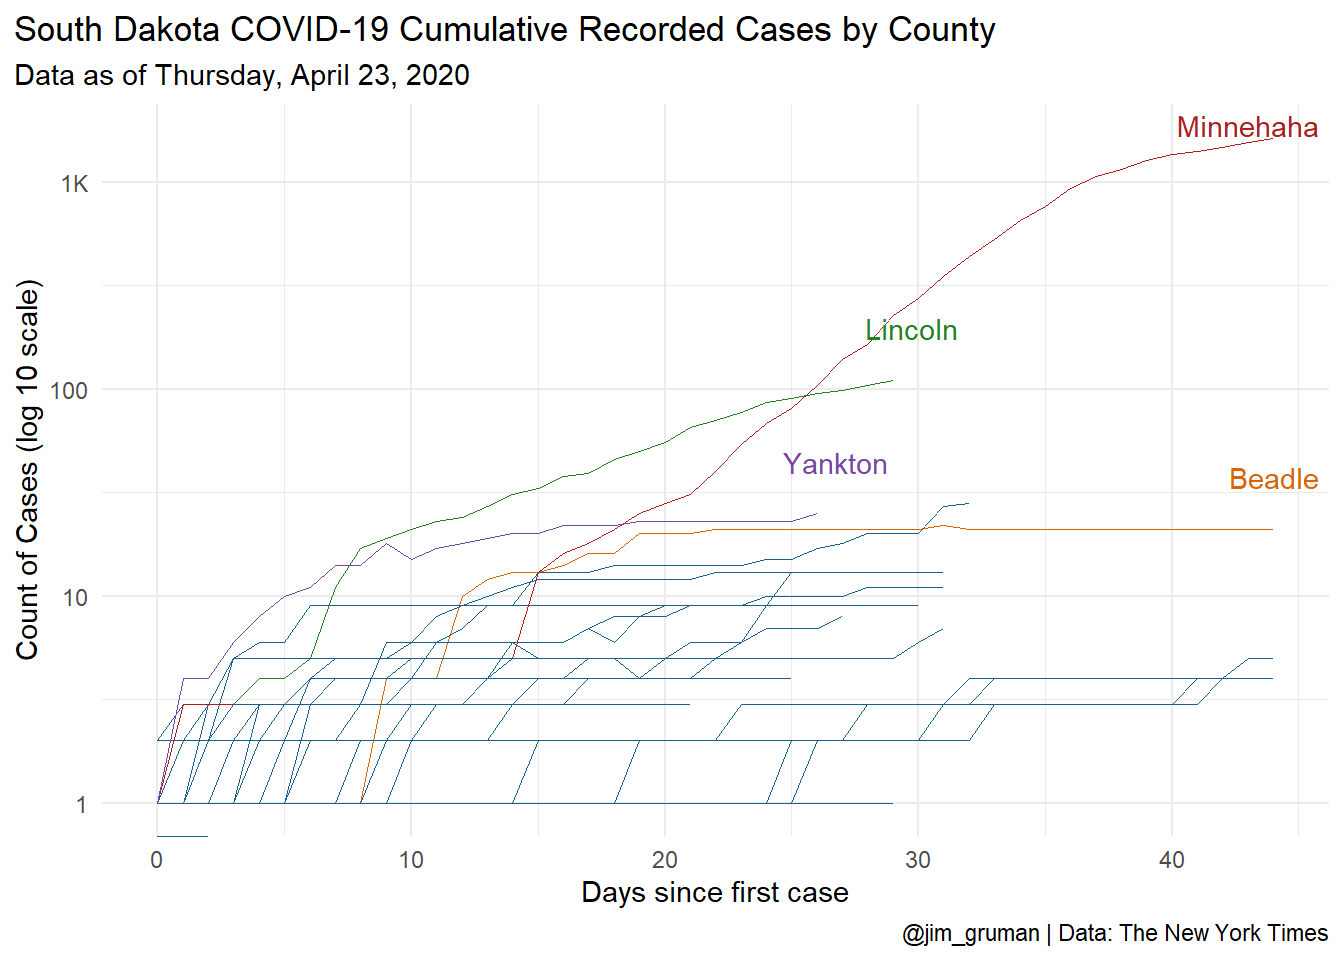 South Dakota COVID-19 Cumulative Recorded Cases by County
Data as of Thursday, April 23, 2020
Minnehaha
1K
Lincoln
100
Yankton
Beadle
10
1
Count of Cases (log 10 scale)
0 10 20 30 40
Days since first case
@jim_gruman | Data: The New York Times